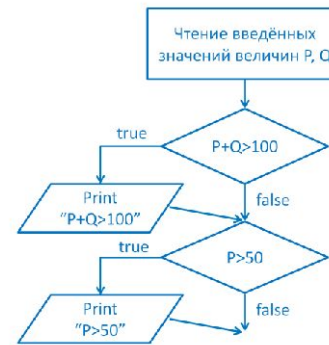 Чтение введённых
значений величин P, Q
true
P+Q>100
Print
"P+Q>100"
false
true
P>50
Print
"P>50"
false